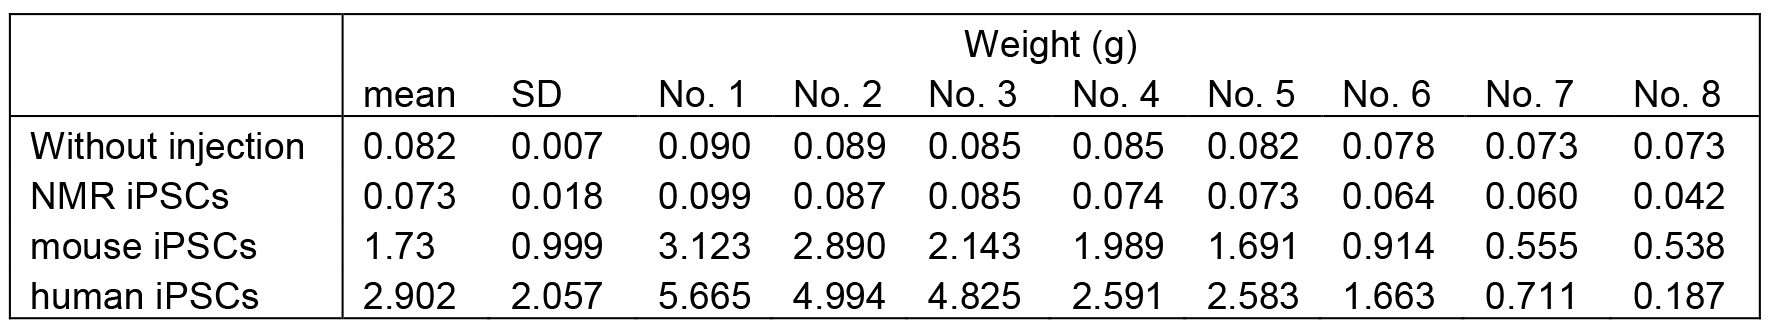 Weight (g)
mean SD No. 1 No. 2 No. 3 No. 4 No. 5 No. 6 No. 7 No. 8
Without injection 0.082 0.007 0.090 0.089 0.085 0.085 0.082 0.078 0.073 0.073
NMR iPSCs 0.073 0.018 0.099 0.087 0.085 0.074 0.073 0.064 0.060 0.042
mouse iPSCs 1.73 0.999 3.123 2.890 2.143 1.989 1.691 0.914 0.555 0.538
human iPSCs 2.902 2.057 5.665 4.994 4.825 2.591 2.583 1.663 0.711 0.187